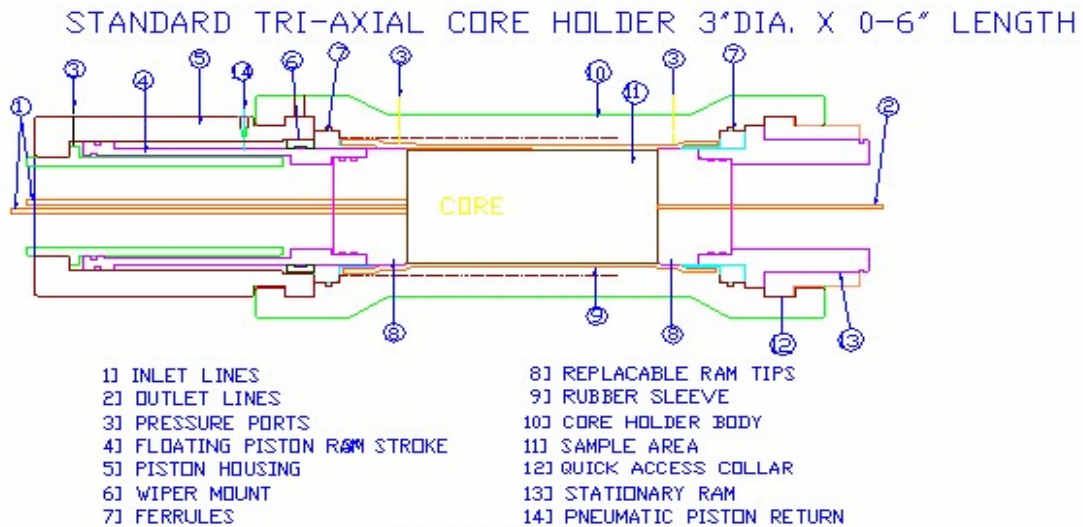 STANDARD TRI-AXIAL CORE HOLDER 3"DIA. X 0-6" LENGTH
3 5 4 14 6 7 3 10 11 3 7
1 2
CORE
8 9 8 12 13
1] INLET LINES
2] OUTLET LINES
3] PRESSURE PORTS
4] FLOATING PISTON RAM STROKE
5] PISTON HOUSING
6] WIPER MOUNT
7] FERRULES
8] REPLACABLE RAM TIPS
9] RUBBER SLEEVE
10] CORE HOLDER BODY
11] SAMPLE AREA
12] QUICK ACCESS COLLAR
13] STATIONARY RAM
14] PNEUMATIC PISTON RETURN